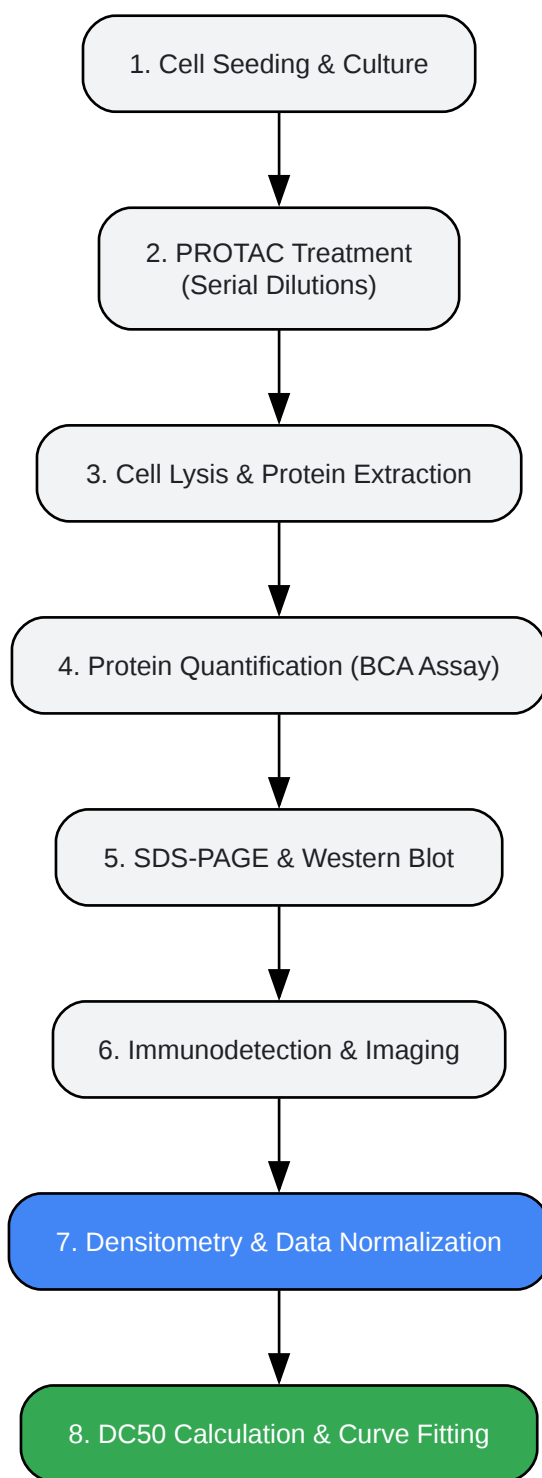 1. Cell Seeding & Culture
2. PROTAC Treatment
(Serial Dilutions)
3. Cell Lysis & Protein Extraction
4. Protein Quantification (BCA Assay)
5. SDS-PAGE & Western Blot
6. Immunodetection & Imaging
7. Densitometry & Data Normalization
8. DC50 Calculation & Curve Fitting